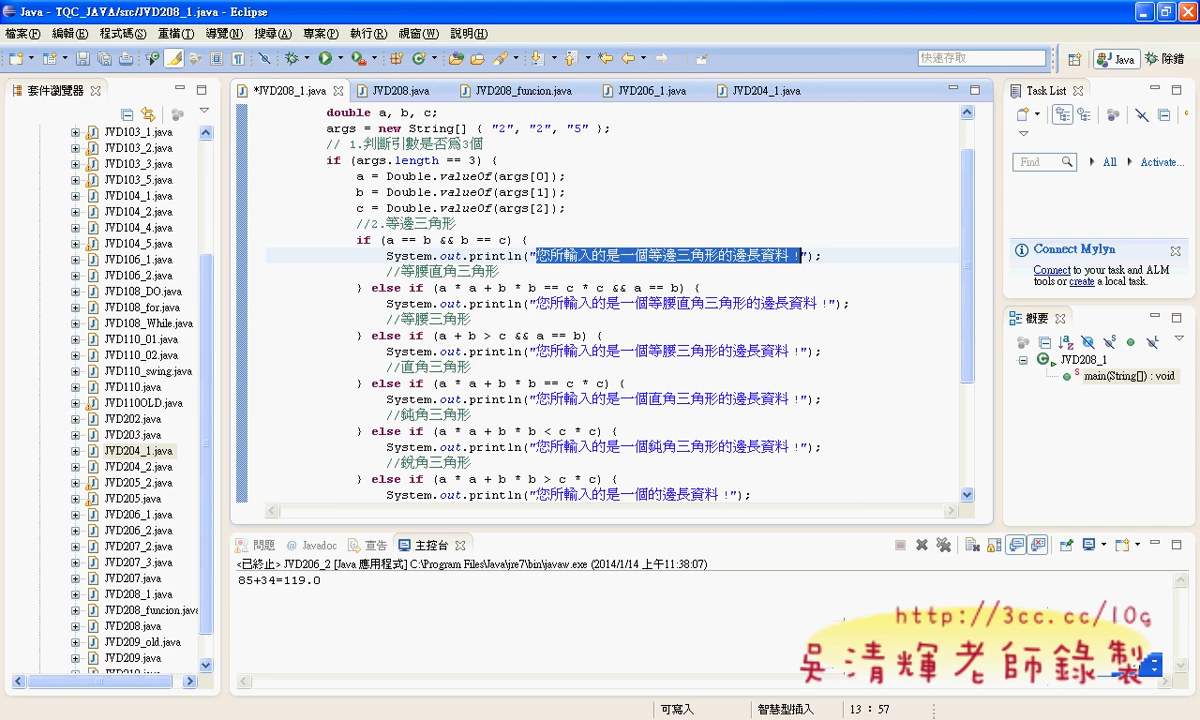 Java - TQC_JAVA/src/JVD208_1.java - Eclipse
檔案(F) 編輯(E) 程式碼(S) 重構(T) 導覽(N) 搜尋(A) 專案(P) 執行(R) 視窗(W) 說明(H)
快速存取 Java 除錯
套件瀏覽器
JVD103_1.java
JVD103_2.java
JVD103_3.java
JVD103_5.java
JVD104_1.java
JVD104_2.java
JVD104_4.java
JVD104_5.java
JVD106_1.java
JVD106_2.java
JVD108_DO.java
JVD108_for.java
JVD108_While.java
JVD110_01.java
JVD110_02.java
JVD110_swing.java
JVD110.java
JVD110OLD.java
JVD202.java
JVD203.java
JVD204_1.java
JVD204_2.java
JVD205_2.java
JVD205.java
JVD206_1.java
JVD206_2.java
JVD207_2.java
JVD207_3.java
JVD207.java
JVD208_1.java
JVD208_funcion.java
JVD208.java
JVD209_old.java
JVD209.java
*JVD208_1.java JVD208.java JVD208_funcion.java JVD206_1.java JVD204_1.java
double a, b, c;
args = new String[] { "2", "2", "5" };
// 1.判斷引數是否為3個
if (args.length == 3) {
a = Double.valueOf(args[0]);
b = Double.valueOf(args[1]);
c = Double.valueOf(args[2]);
//2.等邊三角形
if (a == b && b == c) {
System.out.println("您所輸入的是一個等邊三角形的邊長資料！");
//等腰直角三角形
} else if (a * a + b * b == c * c && a == b) {
System.out.println("您所輸入的是一個等腰直角三角形的邊長資料！");
//等腰三角形
} else if (a + b > c && a == b) {
System.out.println("您所輸入的是一個等腰三角形的邊長資料！");
//直角三角形
} else if (a * a + b * b == c * c) {
System.out.println("您所輸入的是一個直角三角形的邊長資料！");
//鈍角三角形
} else if (a * a + b * b < c * c) {
System.out.println("您所輸入的是一個鈍角三角形的邊長資料！");
//銳角三角形
} else if (a * a + b * b > c * c) {
System.out.println("您所輸入的是一個的邊長資料！");
Task List
Find All Activate...
Connect Mylyn
Connect to your task and ALM
tools or create a local task.
概要
JVD208_1
main(String[]) : void
問題 Javadoc 宣告 主控台
<已終止> JVD206_2 [Java 應用程式] C:\Program Files\Java\jre7\bin\javaw.exe (2014/1/14 上午11:38:07)
85+34=119.0
http://3cc.cc/10g
吳清輝老師錄製
可寫入 智慧型插入 13 : 57